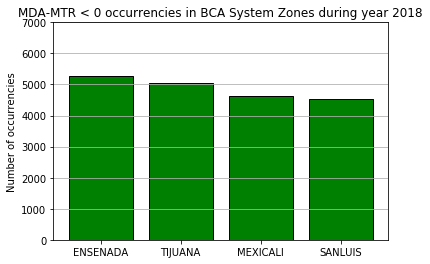 MDA-MTR < 0 occurrencies in BCA System Zones during year 2018
7000
6000
5000
4000
3000
2000
1000
0
Number of occurrencies
ENSENADA TIJUANA MEXICALI SANLUIS